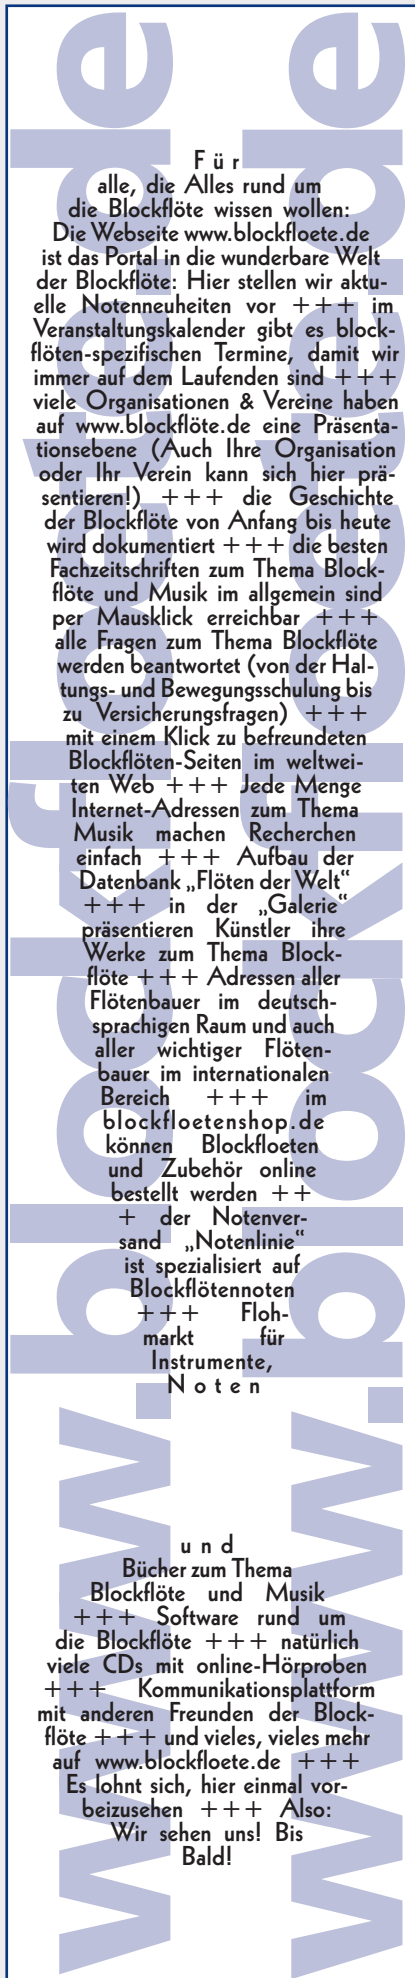 www.blockfloete.de
www.blockfloete.de
Für
alle, die Alles rund um
die Blockflöte wissen wollen:
Die Webseite www.blockfloete.de
ist das Portal in die wunderbare Welt
der Blockflöte: Hier stellen wir aktu-
elle Notenneuheiten vor +++ im
Veranstaltungskalender gibt es block-
flöten-spezifischen Termine, damit wir
immer auf dem Laufenden sind +++
viele Organisationen & Vereine haben
auf www.blockflöte.de eine Präsenta-
tionsebene (Auch Ihre Organisation
oder Ihr Verein kann sich hier prä-
sentieren!) +++ die Geschichte
der Blockflöte von Anfang bis heute
wird dokumentiert +++ die besten
Fachzeitschriften zum Thema Block-
flöte und Musik im allgemein sind
per Mausklick erreichbar +++
alle Fragen zum Thema Blockflöte
werden beantwortet (von der Hal-
tungs- und Bewegungsschulung bis
zu Versicherungsfragen) +++
mit einem Klick zu befreundeten
Blockflöten-Seiten im weltwei-
ten Web +++ Jede Menge
Internet-Adressen zum Thema
Musik machen Recherchen
einfach +++ Aufbau der
Datenbank „Flöten der Welt“
+++ in der „Galerie“
präsentieren Künstler ihre
Werke zum Thema Block-
flöte +++ Adressen aller
Flötenbauer im deutsch-
sprachigen Raum und auch
aller wichtiger Flöten-
bauer im internationalen
Bereich +++ im
blockfloetenshop.de
können Blockfloeten
und Zubehör online
bestellt werden ++
+ der Notenver-
sand „Notenlinie“
ist spezialisiert auf
Blockflötennoten
+++ Floh-
markt für
Instrumente,
Noten
und
Bücher zum Thema
Blockflöte und Musik
+++ Software rund um
die Blockflöte +++ natürlich
viele CDs mit online-Hörproben
+++ Kommunikationsplattform
mit anderen Freunden der Block-
flöte +++ und vieles, vieles mehr
auf www.blockfloete.de +++
Es lohnt sich, hier einmal vor-
beizusehen +++ Also:
Wir sehen uns! Bis
Bald!